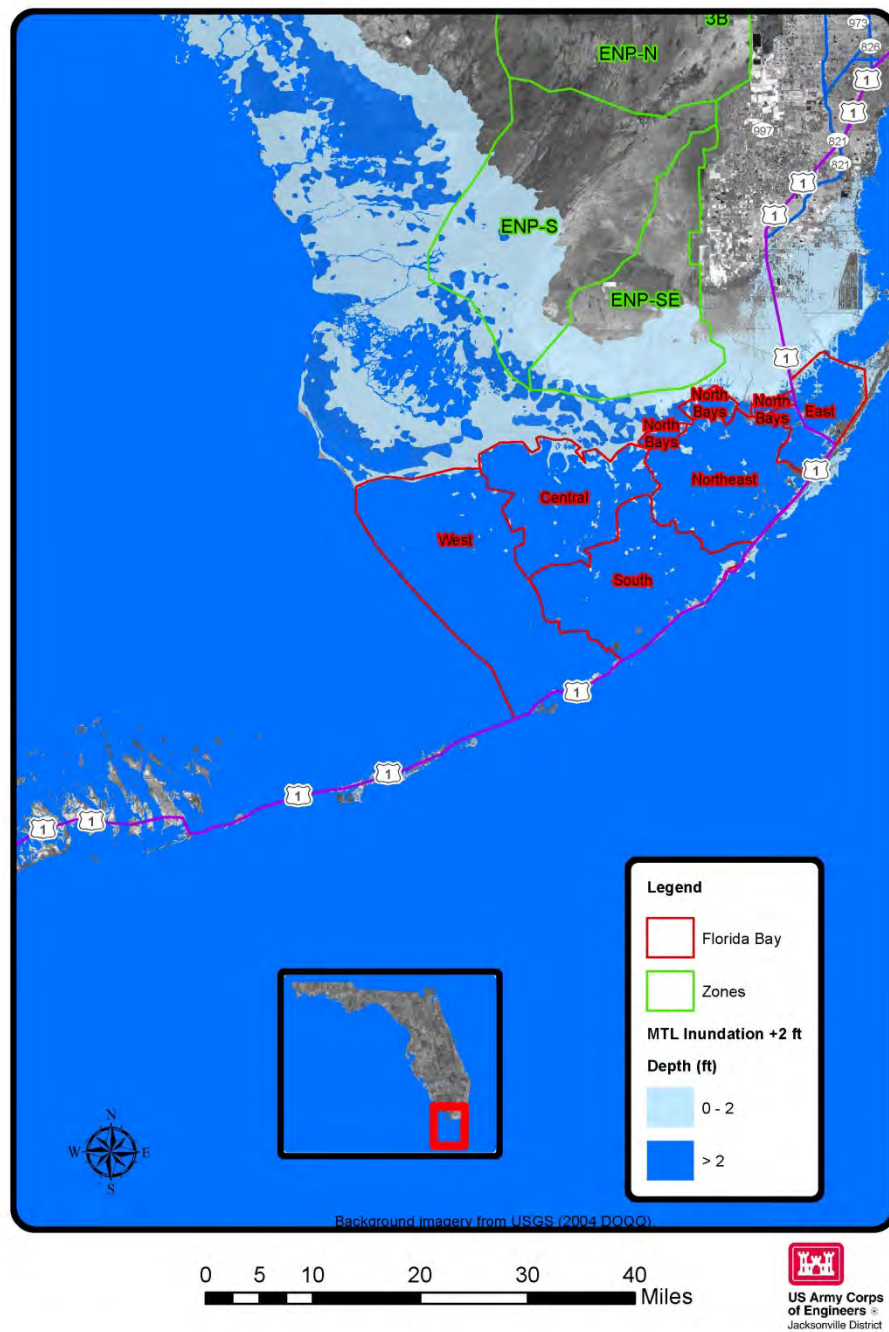 973
3B
826
ENP-N
1
1
997
821
821
1
1
ENP-S
ENP-SE
1
North
Bays
North
Bays
East
North
Bays
1
Northeast
Central
West
South
1
1
1
1
1
Legend
Florida Bay
Zones
MTL Inundation +2 ft
Depth (ft)
0 - 2
> 2
N
W E
S
Background imagery from USGS (2004 DOQQ).
0 5 10 20 30 40
Miles
US Army Corps
of Engineers ®
Jacksonville District